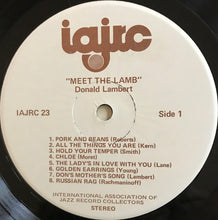 iajrc
"MEET THE LAMB"
Donald Lambert
IAJRC 23
Side 1
1. PORK AND BEANS (Roberts)
2. ALL THE THINGS YOU ARE (Kern)
3. HOLD YOUR TEMPER (Smith)
4. CHLOE (Moret)
5. THE LADY'S IN LOVE WITH YOU (Lane)
6. GOLDEN EARRINGS (Young)
7. DON'S MOTHER'S SONG (Lambert)
8. RUSSIAN RAG (Rachmaninoff)
INTERNATIONAL ASSOCIATION OF
JAZZ RECORD COLLECTORS
STEREO